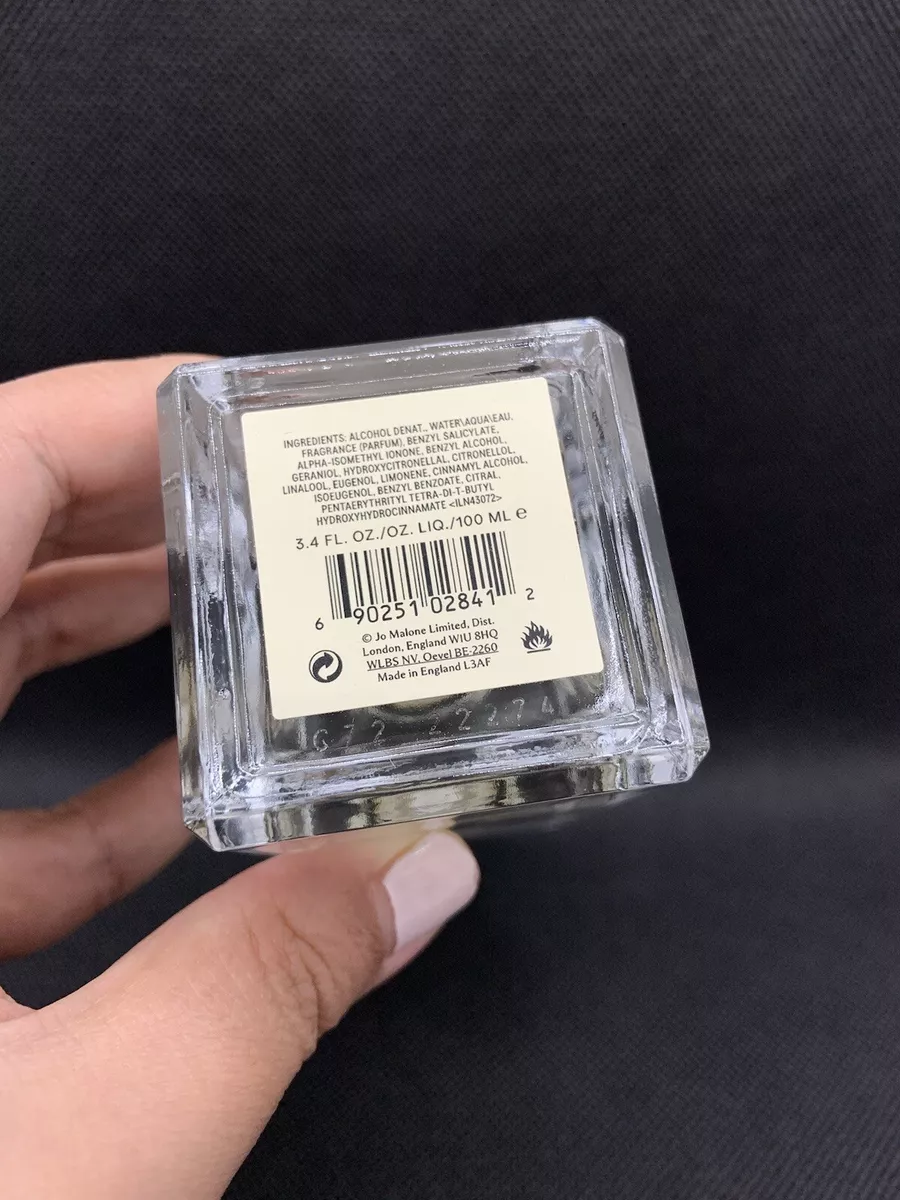 INGREDIENTS: ALCOHOL DENAT., WATER\AQUA\EAU,
FRAGRANCE (PARFUM), BENZYL SALICYLATE,
ALPHA-ISOMETHYL IONONE, BENZYL ALCOHOL,
GERANIOL, HYDROXYCITRONELLAL, CITRONELLOL,
LINALOOL, EUGENOL, LIMONENE, CINNAMYL ALCOHOL,
ISOEUGENOL, BENZYL BENZOATE, CITRAL,
PENTAERYTHRITYL TETRA-DI-T-BUTYL
HYDROXYHYDROCINNAMATE <ILN43072>
3.4 FL. OZ./OZ. LIQ./100 ML e
6 90251 02841 2
© Jo Malone Limited, Dist.
London, England W1U 8HQ
WLBS NV. Oevel BE-2260
Made in England L3AF
G72 22274